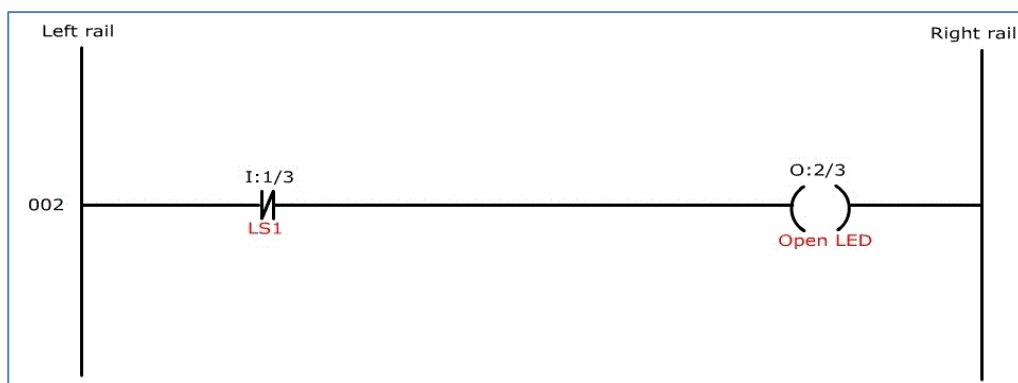 Left rail
Right rail
I:1/3
O:2/3
002
LS1
Open LED